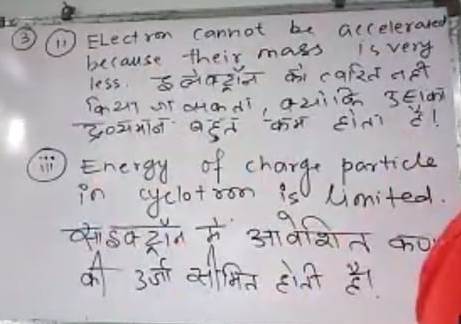 ③ (ii) Electron cannot be accelerated
because their mass is very
less. इलेक्ट्रॉन को त्वरित नही
किया जा सकता, क्योंकि इसका
द्रव्यमान बहुत कम होता है!
(iii) Energy of charge particle
in cyclotron is limited.
साइक्ट्रॉन में आवेशित कण
की उर्जा सीमित होती है।